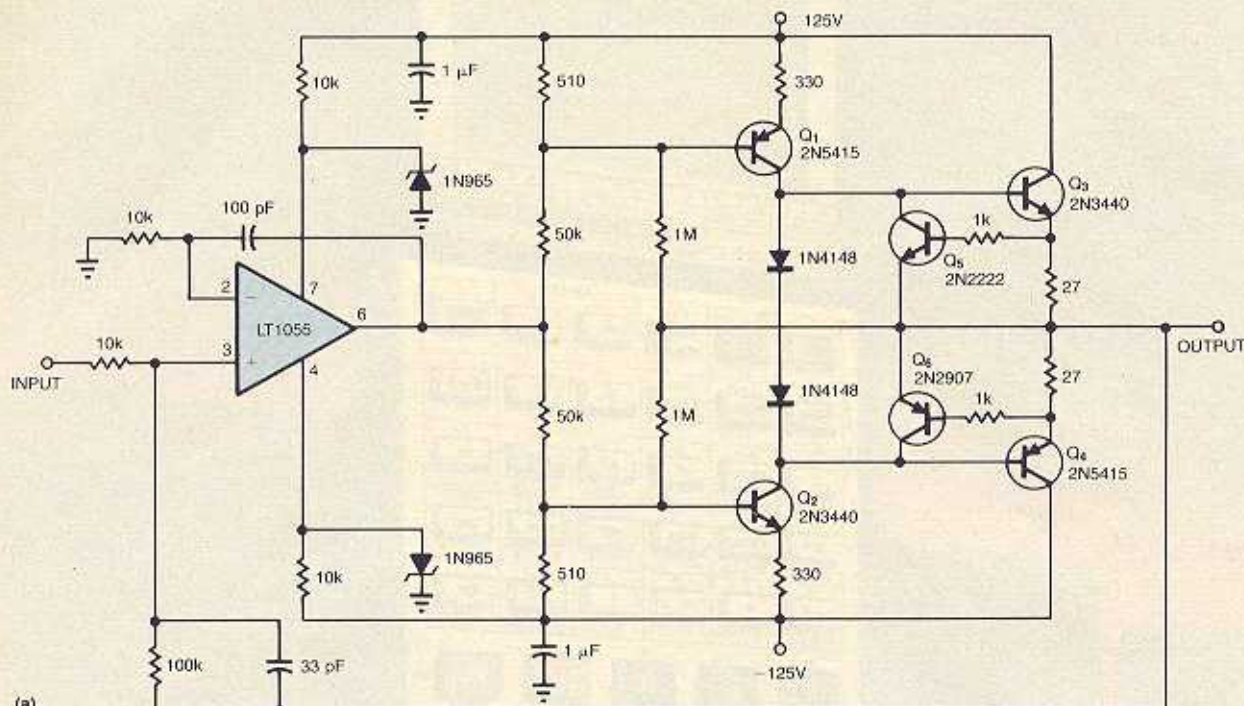 125V
10k
1 μF
510
330
Q1
2N5415
1N965
Q3
2N3440
10k
100 pF
50k
1M
1N4148
1k
Q5
2N2222
27
2
7
LT1055
6
10k
3
4
INPUT
OUTPUT
Q6
2N2907
27
50k
1M
1N4148
1k
Q4
2N5415
Q2
2N3440
1N965
10k
510
330
100k
33 pF
1 μF
−125V
(a)